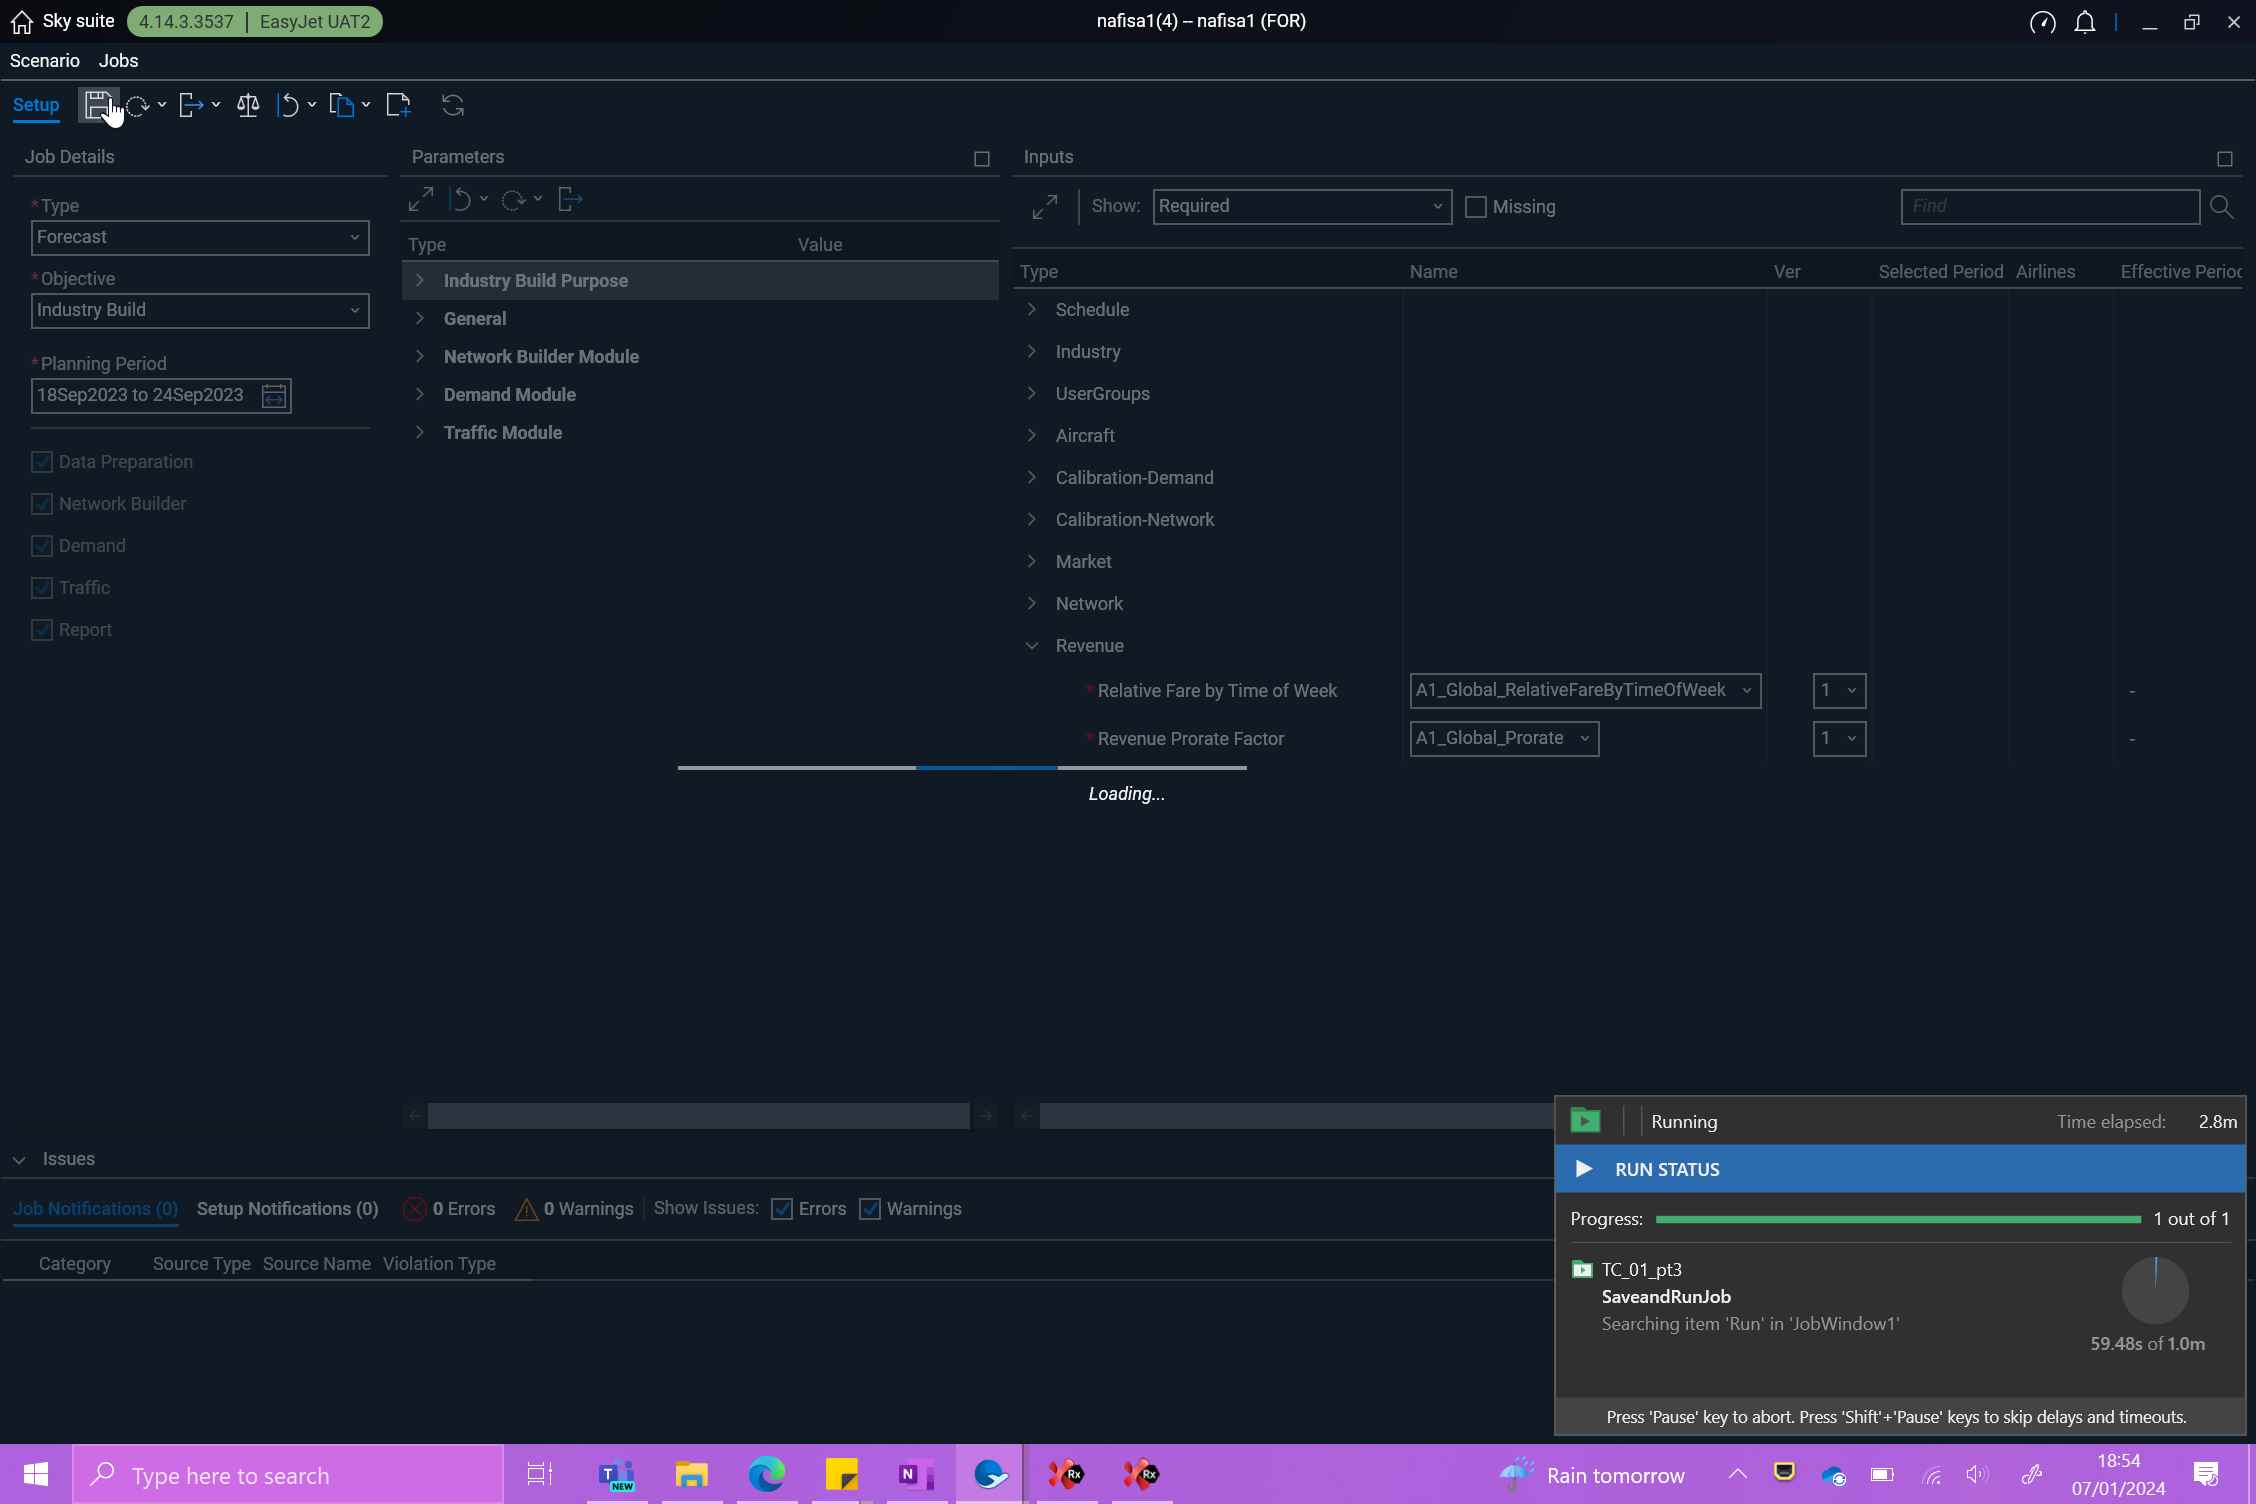 Sky suite 4.14.3.3537 | EasyJet UAT2 nafisa1(4) – nafisa1 (FOR)
Scenario Jobs
Setup
Job Details
*Type
Forecast
*Objective
Industry Build
*Planning Period
18Sep2023 to 24Sep2023
Data Preparation
Network Builder
Demand
Traffic
Report
Parameters
Type Value
Industry Build Purpose
General
Network Builder Module
Demand Module
Traffic Module
Inputs
Show: Required Missing Find
Type Name Ver Selected Period Airlines Effective Perio
Schedule
Industry
UserGroups
Aircraft
Calibration-Demand
Calibration-Network
Market
Network
Revenue
*Relative Fare by Time of Week A1_Global_RelativeFareByTimeOfWeek 1 -
*Revenue Prorate Factor A1_Global_Prorate 1 -
Loading...
Issues
Job Notifications (0) Setup Notifications (0) 0 Errors 0 Warnings Show Issues: Errors Warnings
Category Source Type Source Name Violation Type
Running Time elapsed: 2.8m
RUN STATUS
Progress: 1 out of 1
TC_01_pt3
SaveandRunJob
Searching item 'Run' in 'JobWindow1'
59.48s of 1.0m
Press 'Pause' key to abort. Press 'Shift'+'Pause' keys to skip delays and timeouts.
Type here to search
T
NEW
N
Rx
Rx
Rain tomorrow
18:54
07/01/2024